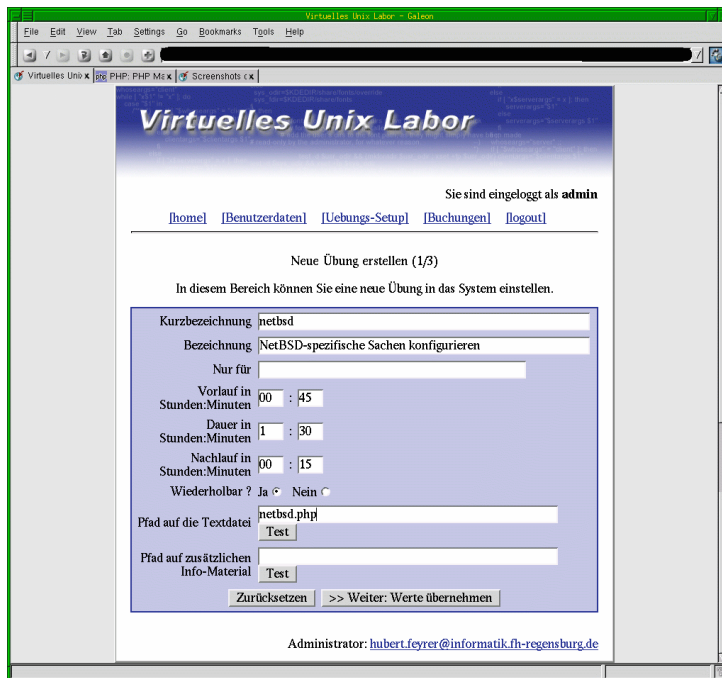 Virtuelles Unix Labor - Galeon
File Edit View Tab Settings Go Bookmarks Tools Help
Virtuelles Unix PHP: PHP Ma Screenshots
Virtuelles Unix Labor
Sie sind eingeloggt als admin
[home] [Benutzerdaten] [Uebungs-Setup] [Buchungen] [logout]
Neue Übung erstellen (1/3)
In diesem Bereich können Sie eine neue Übung in das System einstellen.
Kurzbezeichnung netbsd
Bezeichnung NetBSD-spezifische Sachen konfigurieren
Nur für
Vorlauf in
Stunden:Minuten 00 : 45
Dauer in
Stunden:Minuten 1 : 30
Nachlauf in
Stunden:Minuten 00 : 15
Wiederholbar ? Ja Nein
Pfad auf die Textdatei netbsd.php
Test
Pfad auf zusätzlichen
Info-Material Test
Zurücksetzen >> Weiter: Werte übernehmen
Administrator: hubert.feyrer@informatik.fh-regensburg.de